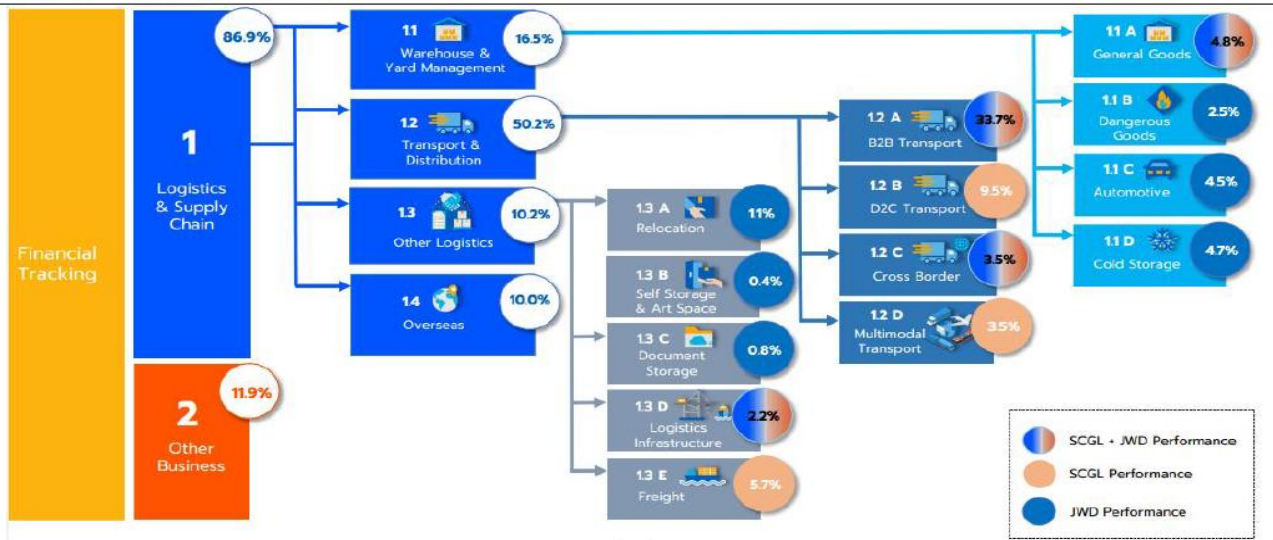 Financial
Tracking
1
Logistics
& Supply
Chain
86.9%
2
Other
Business
11.9%
1.1
Warehouse &
Yard Management
16.5%
1.2
Transport &
Distribution
50.2%
1.3
Other Logistics
10.2%
1.4
Overseas
10.0%
1.3 A
Relocation
1.1%
1.3 B
Self Storage
& Art Space
0.4%
1.3 C
Document
Storage
0.8%
1.3 D
Logistics
Infrastructure
2.2%
1.3 E
Freight
5.7%
1.2 A
B2B Transport
33.7%
1.2 B
D2C Transport
9.5%
1.2 C
Cross Border
3.5%
1.2 D
Multimodal
Transport
3.5%
1.1 A
General Goods
4.8%
1.1 B
Dangerous
Goods
2.5%
1.1 C
Automotive
4.5%
1.1 D
Cold Storage
4.7%
SCGL + JWD Performance
SCGL Performance
JWD Performance